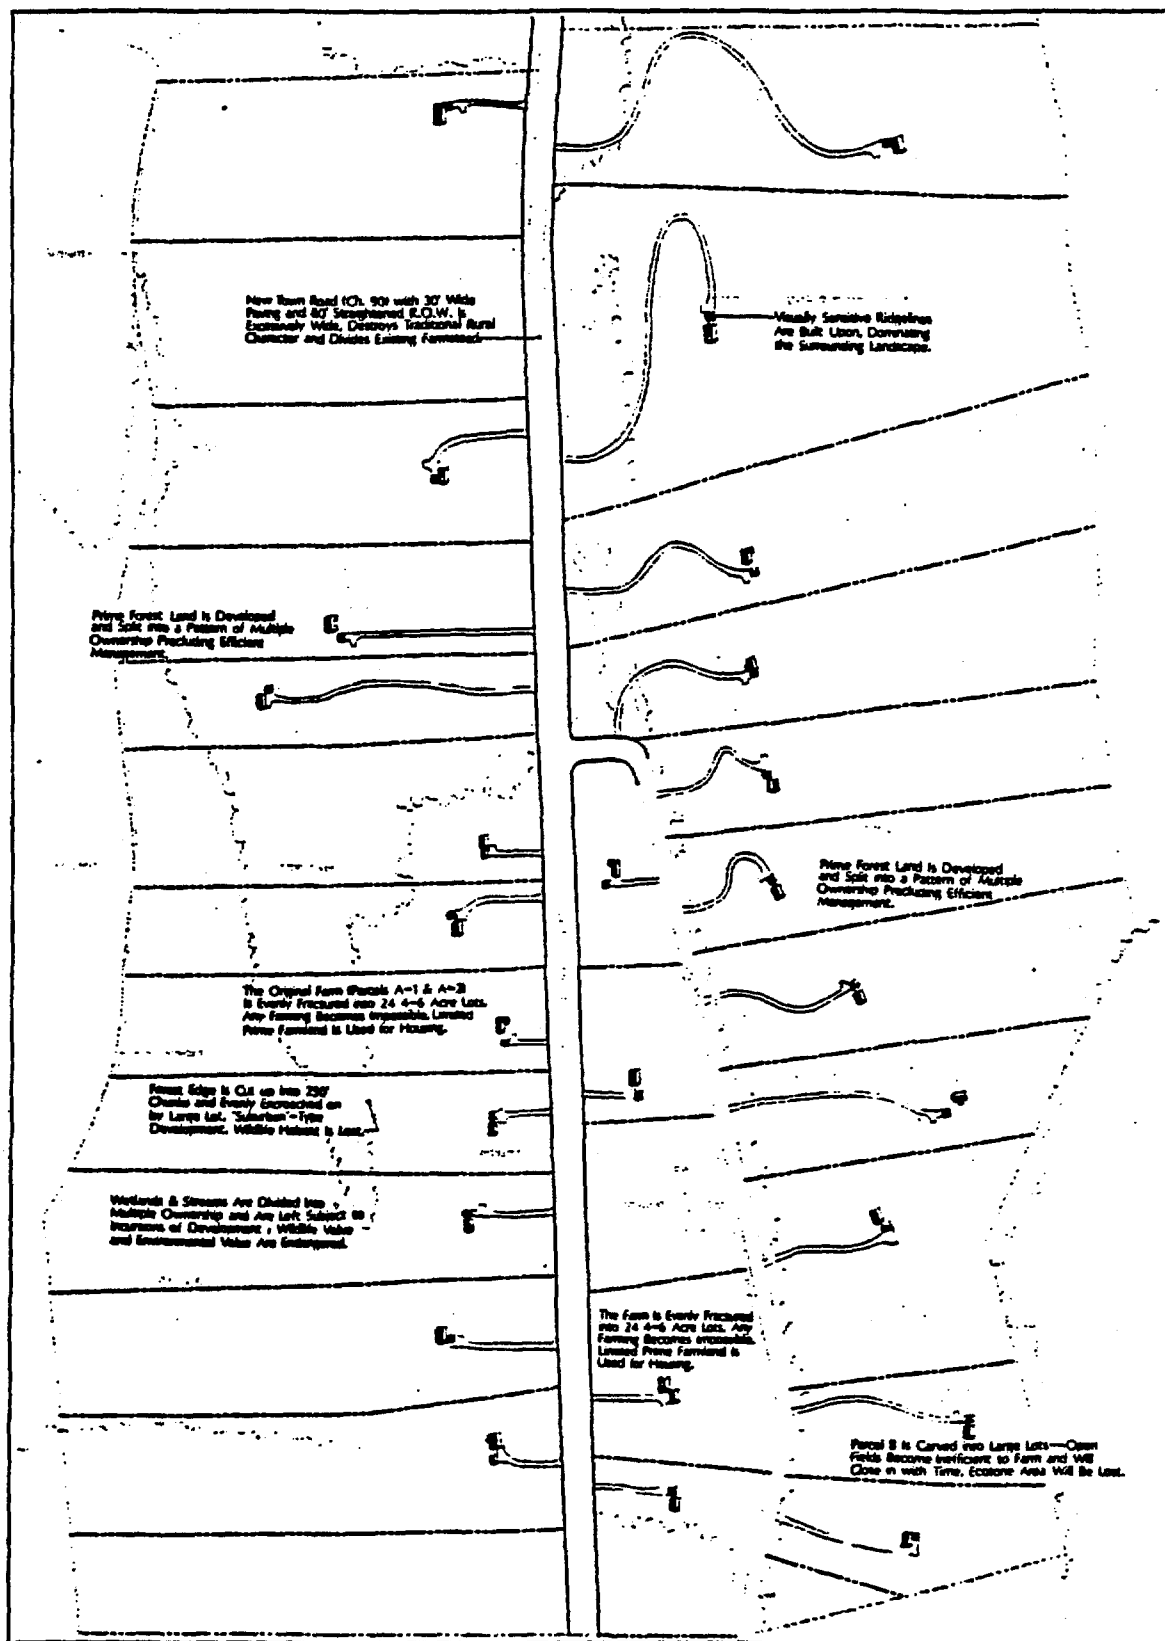 New Town Road (Ch. 90) with 30' Wide
Paving and 80' Straightened R.O.W. Is
Excessively Wide, Destroys Traditional Rural
Character and Divides Existing Farmstead.
Visually Sensitive Ridgelines
Are Built Upon, Dominating
the Surrounding Landscape.
Prime Forest Land Is Developed
and Split into a Pattern of Multiple
Ownership Precluding Efficient
Management.
Prime Forest Land Is Developed
and Split into a Pattern of Multiple
Ownership Precluding Efficient
Management.
The Original Farm (Parcels A-1 & A-2)
Is Evenly Fractured into 24 4-6 Acre Lots.
Any Farming Becomes Impossible. Limited
Prime Farmland Is Used for Housing.
Forest Edge Is Cut up into 250'
Chunks and Evenly Encroached on
by Large Lot, "Suburban"-Type
Development. Wildlife Habitat Is Lost.
Wetlands & Streams Are Divided into
Multiple Ownership and Are Left Subject to
Incursions of Development; Wildlife Value
and Environmental Value Are Endangered.
The Farm Is Evenly Fractured
into 24 4-6 Acre Lots. Any
Farming Becomes Impossible.
Limited Prime Farmland Is
Used for Housing.
Parcel B Is Carved into Large Lots—Open
Fields Become Inefficient to Farm and Will
Close in with Time. Ecotone Area Will Be Lost.